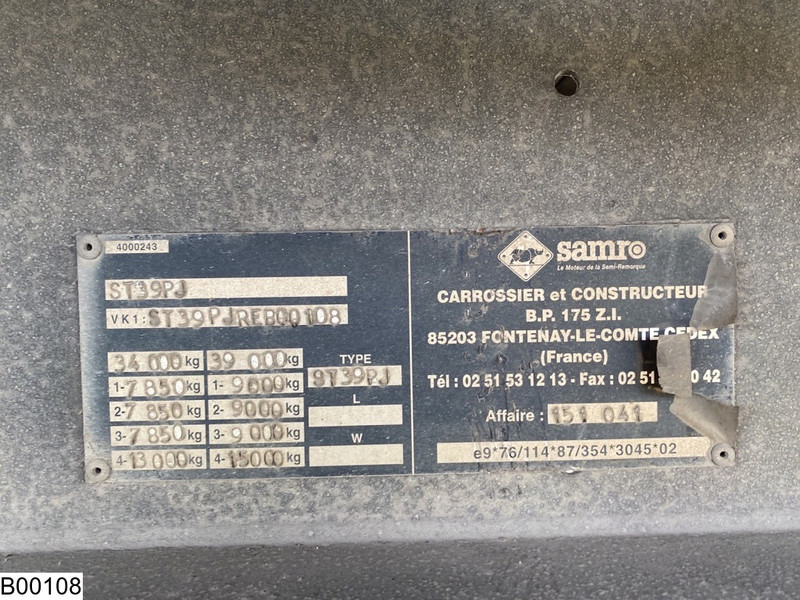 4000243
ST39PJ
VK1: ST39PJRFB00108
34 000 kg 39 000 kg
1- 7 850 kg 1- 9000 kg
2- 7 850 kg 2- 9000 kg
3- 7 850 kg 3- 9 000 kg
4- 13 000 kg 4- 15000 kg
TYPE
ST39PJ
L
W
samro
Le Moteur de la Semi-Remorque
CARROSSIER et CONSTRUCTEUR
B.P. 175 Z.I.
85203 FONTENAY-LE-COMTE CEDEX
(France)
Tél : 02 51 53 12 13 - Fax : 02 51 0 42
Affaire : 151 041
e9*76/114*87/354*3045*02
B00108